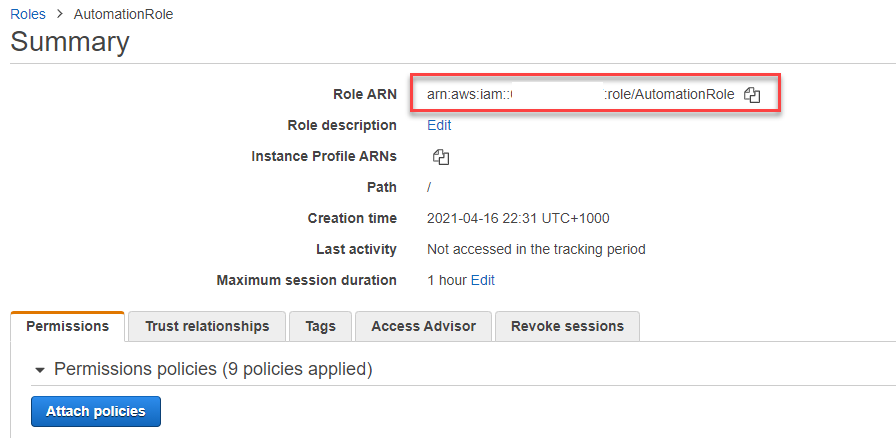 Roles > AutomationRole
Summary
Role ARN arn:aws:iam:: :role/AutomationRole
Role description Edit
Instance Profile ARNs
Path /
Creation time 2021-04-16 22:31 UTC+1000
Last activity Not accessed in the tracking period
Maximum session duration 1 hour Edit
Permissions Trust relationships Tags Access Advisor Revoke sessions
Permissions policies (9 policies applied)
Attach policies